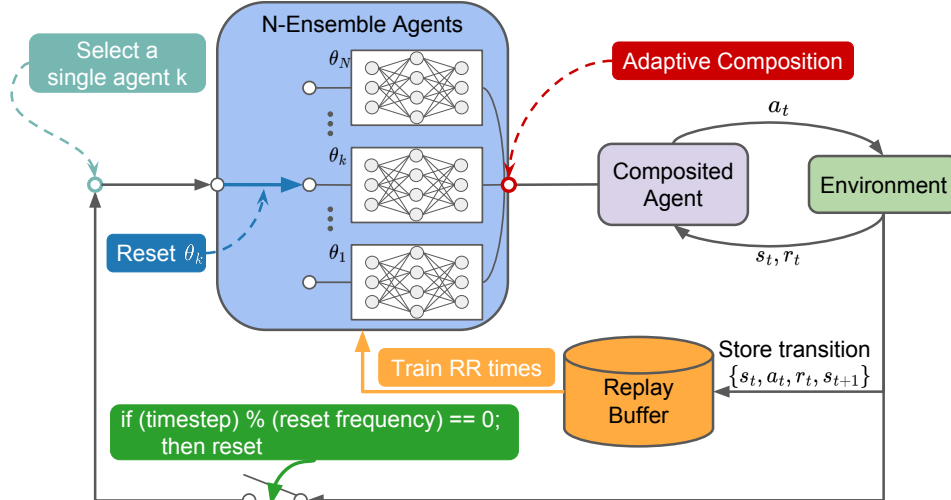 Select a
single agent k
N-Ensemble Agents
θ_N
Adaptive Composition
a_t
θ_k
Composited
Agent
Environment
Reset θ_k
s_t, r_t
θ_1
Train RR times
Replay
Buffer
Store transition
{s_t, a_t, r_t, s_{t+1}}
if (timestep) % (reset frequency) == 0;
then reset